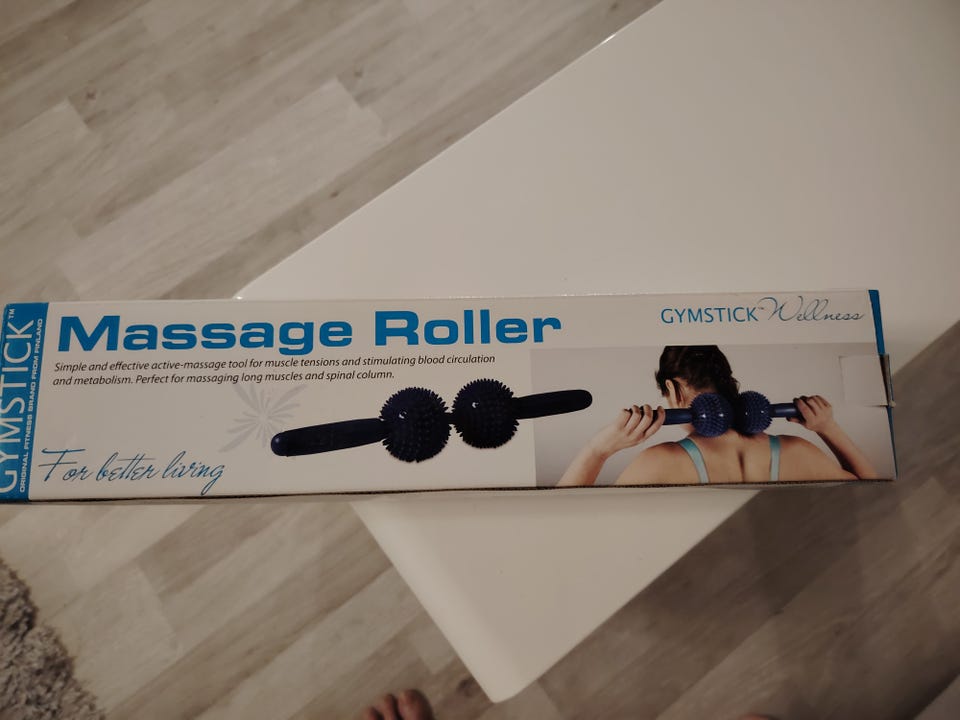 GYMSTICK™
ORIGINAL FITNESS BRAND FROM FINLAND
Massage Roller
Simple and effective active-massage tool for muscle tensions and stimulating blood circulation
and metabolism. Perfect for massaging long muscles and spinal column.
For better living
GYMSTICK™ Wellness